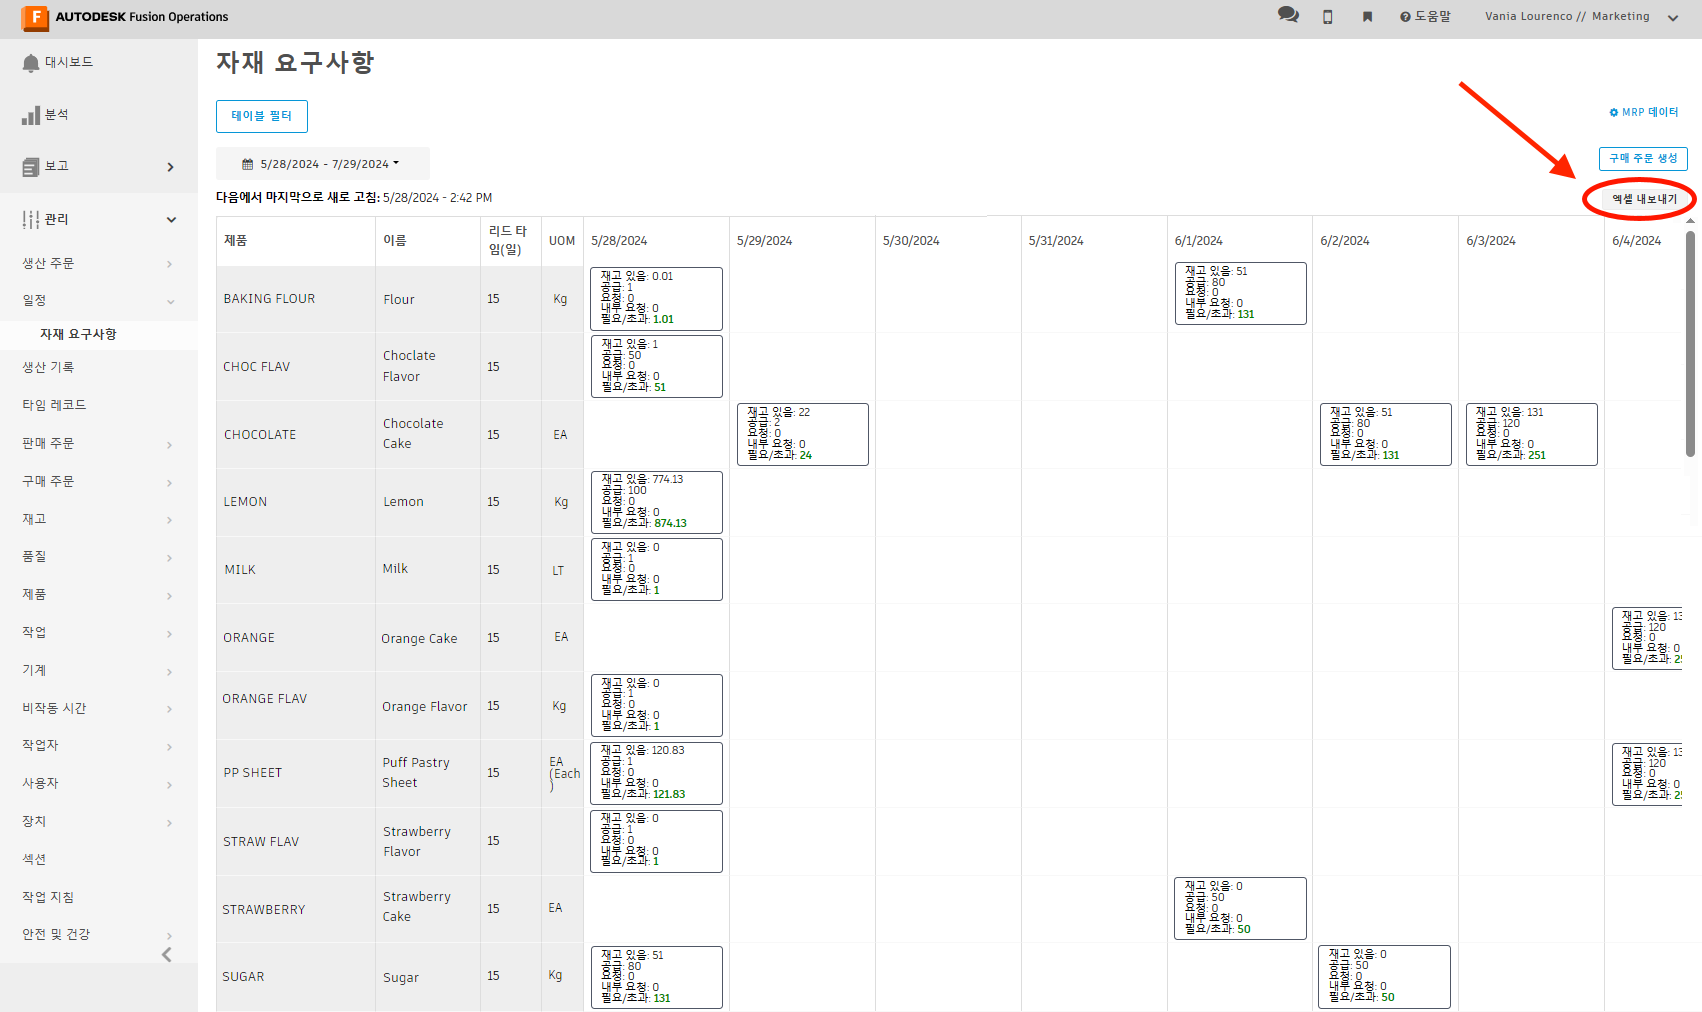 AUTODESK Fusion Operations
도움말
Vania Lourenco // Marketing
대시보드
분석
보고
관리
생산 주문
일정
자재 요구사항
생산 기록
타임 레코드
판매 주문
구매 주문
재고
품질
제품
작업
기계
비작동 시간
작업자
사용자
장치
섹션
작업 지침
안전 및 건강
자재 요구사항
테이블 필터
MRP 데이터
5/28/2024 - 7/29/2024
구매 주문 생성
다음에서 마지막으로 새로 고침: 5/28/2024 - 2:42 PM
엑셀 내보내기
제품 이름 리드 타임(일) UOM 5/28/2024 5/29/2024 5/30/2024 5/31/2024 6/1/2024 6/2/2024 6/3/2024 6/4/2024
BAKING FLOUR Flour 15 Kg
재고 있음: 0.01
공급: 1
요청: 0
내부 요청: 0
필요/초과: 1.01
재고 있음: 51
공급: 80
요청: 0
내부 요청: 0
필요/초과: 131
CHOC FLAV Choclate Flavor 15
재고 있음: 1
공급: 50
요청: 0
내부 요청: 0
필요/초과: 51
CHOCOLATE Chocolate Cake 15 EA
재고 있음: 22
공급: 2
요청: 0
내부 요청: 0
필요/초과: 24
재고 있음: 51
공급: 80
요청: 0
내부 요청: 0
필요/초과: 131
재고 있음: 131
공급: 120
요청: 0
내부 요청: 0
필요/초과: 251
LEMON Lemon 15 Kg
재고 있음: 774.13
공급: 100
요청: 0
내부 요청: 0
필요/초과: 874.13
MILK Milk 15 LT
재고 있음: 0
공급: 1
요청: 0
내부 요청: 0
필요/초과: 1
ORANGE Orange Cake 15 EA
재고 있음: 13
공급: 120
요청: 0
내부 요청: 0
필요/초과: 25
ORANGE FLAV Orange Flavor 15 Kg
재고 있음: 0
공급: 1
요청: 0
내부 요청: 0
필요/초과: 1
PP SHEET Puff Pastry Sheet 15 EA (Each)
재고 있음: 120.83
공급: 1
요청: 0
내부 요청: 0
필요/초과: 121.83
재고 있음: 13
공급: 120
요청: 0
내부 요청: 0
필요/초과: 25
STRAW FLAV Strawberry Flavor 15
재고 있음: 0
공급: 1
요청: 0
내부 요청: 0
필요/초과: 1
STRAWBERRY Strawberry Cake 15 EA
재고 있음: 0
공급: 50
요청: 0
내부 요청: 0
필요/초과: 50
SUGAR Sugar 15 Kg
재고 있음: 51
공급: 80
요청: 0
내부 요청: 0
필요/초과: 131
재고 있음: 0
공급: 50
요청: 0
내부 요청: 0
필요/초과: 50